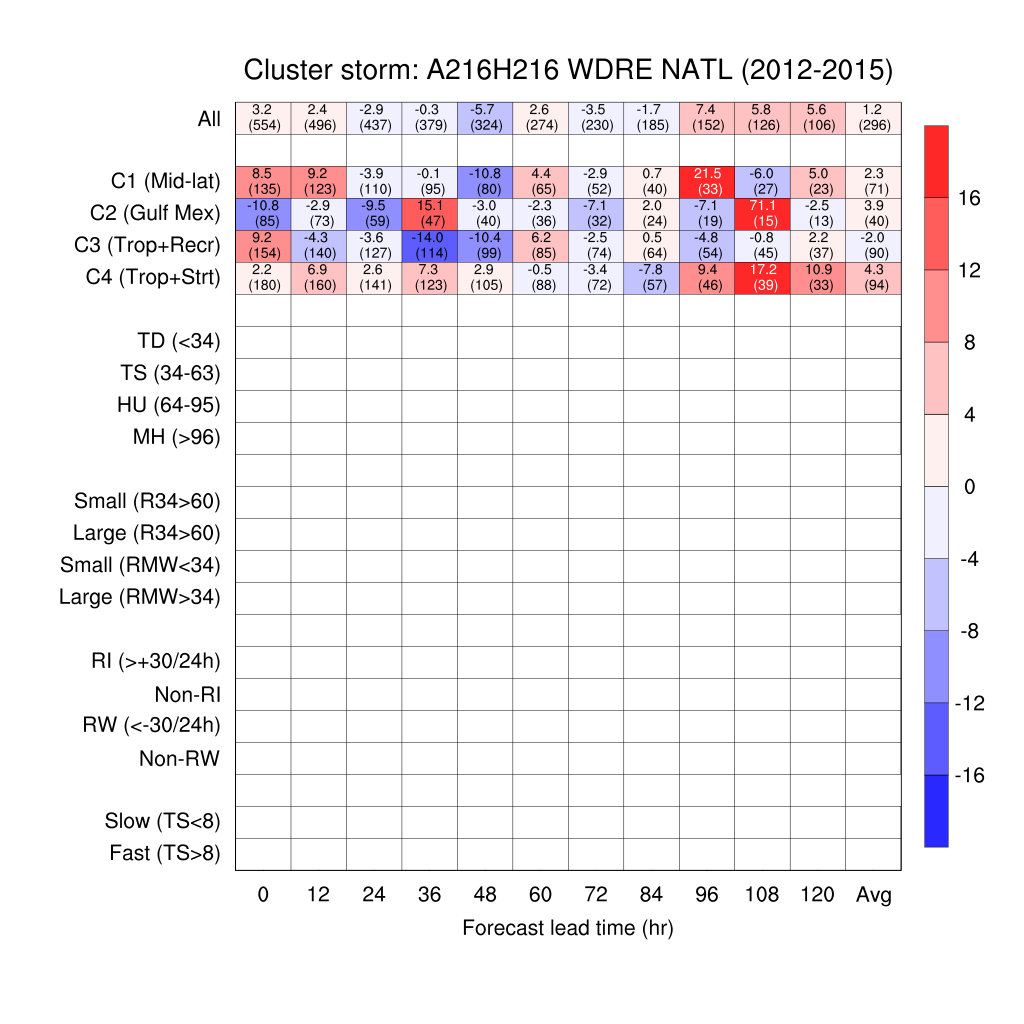 Cluster storm: A216H216 WDRE NATL (2012-2015)
All 3.2 2.4 -2.9 -0.3 -5.7 2.6 -3.5 -1.7 7.4 5.8 5.6 1.2
(554) (496) (437) (379) (324) (274) (230) (185) (152) (126) (106) (296)
C1 (Mid-lat) 8.5 9.2 -3.9 -0.1 -10.8 4.4 -2.9 0.7 21.5 -6.0 5.0 2.3
(135) (123) (110) (95) (80) (65) (52) (40) (33) (27) (23) (71)
C2 (Gulf Mex) -10.8 -2.9 -9.5 15.1 -3.0 -2.3 -7.1 2.0 -7.1 71.1 -2.5 3.9
(85) (73) (59) (47) (40) (36) (32) (24) (19) (15) (13) (40)
C3 (Trop+Recr) 9.2 -4.3 -3.6 -14.0 -10.4 6.2 -2.5 0.5 -4.8 -0.8 2.2 -2.0
(154) (140) (127) (114) (99) (85) (74) (64) (54) (45) (37) (90)
C4 (Trop+Strt) 2.2 6.9 2.6 7.3 2.9 -0.5 -3.4 -7.8 9.4 17.2 10.9 4.3
(180) (160) (141) (123) (105) (88) (72) (57) (46) (39) (33) (94)
TD (<34)
TS (34-63)
HU (64-95)
MH (>96)
Small (R34>60)
Large (R34>60)
Small (RMW<34)
Large (RMW>34)
RI (>+30/24h)
Non-RI
RW (<-30/24h)
Non-RW
Slow (TS<8)
Fast (TS>8)
0 12 24 36 48 60 72 84 96 108 120 Avg
Forecast lead time (hr)
16
12
8
4
0
-4
-8
-12
-16